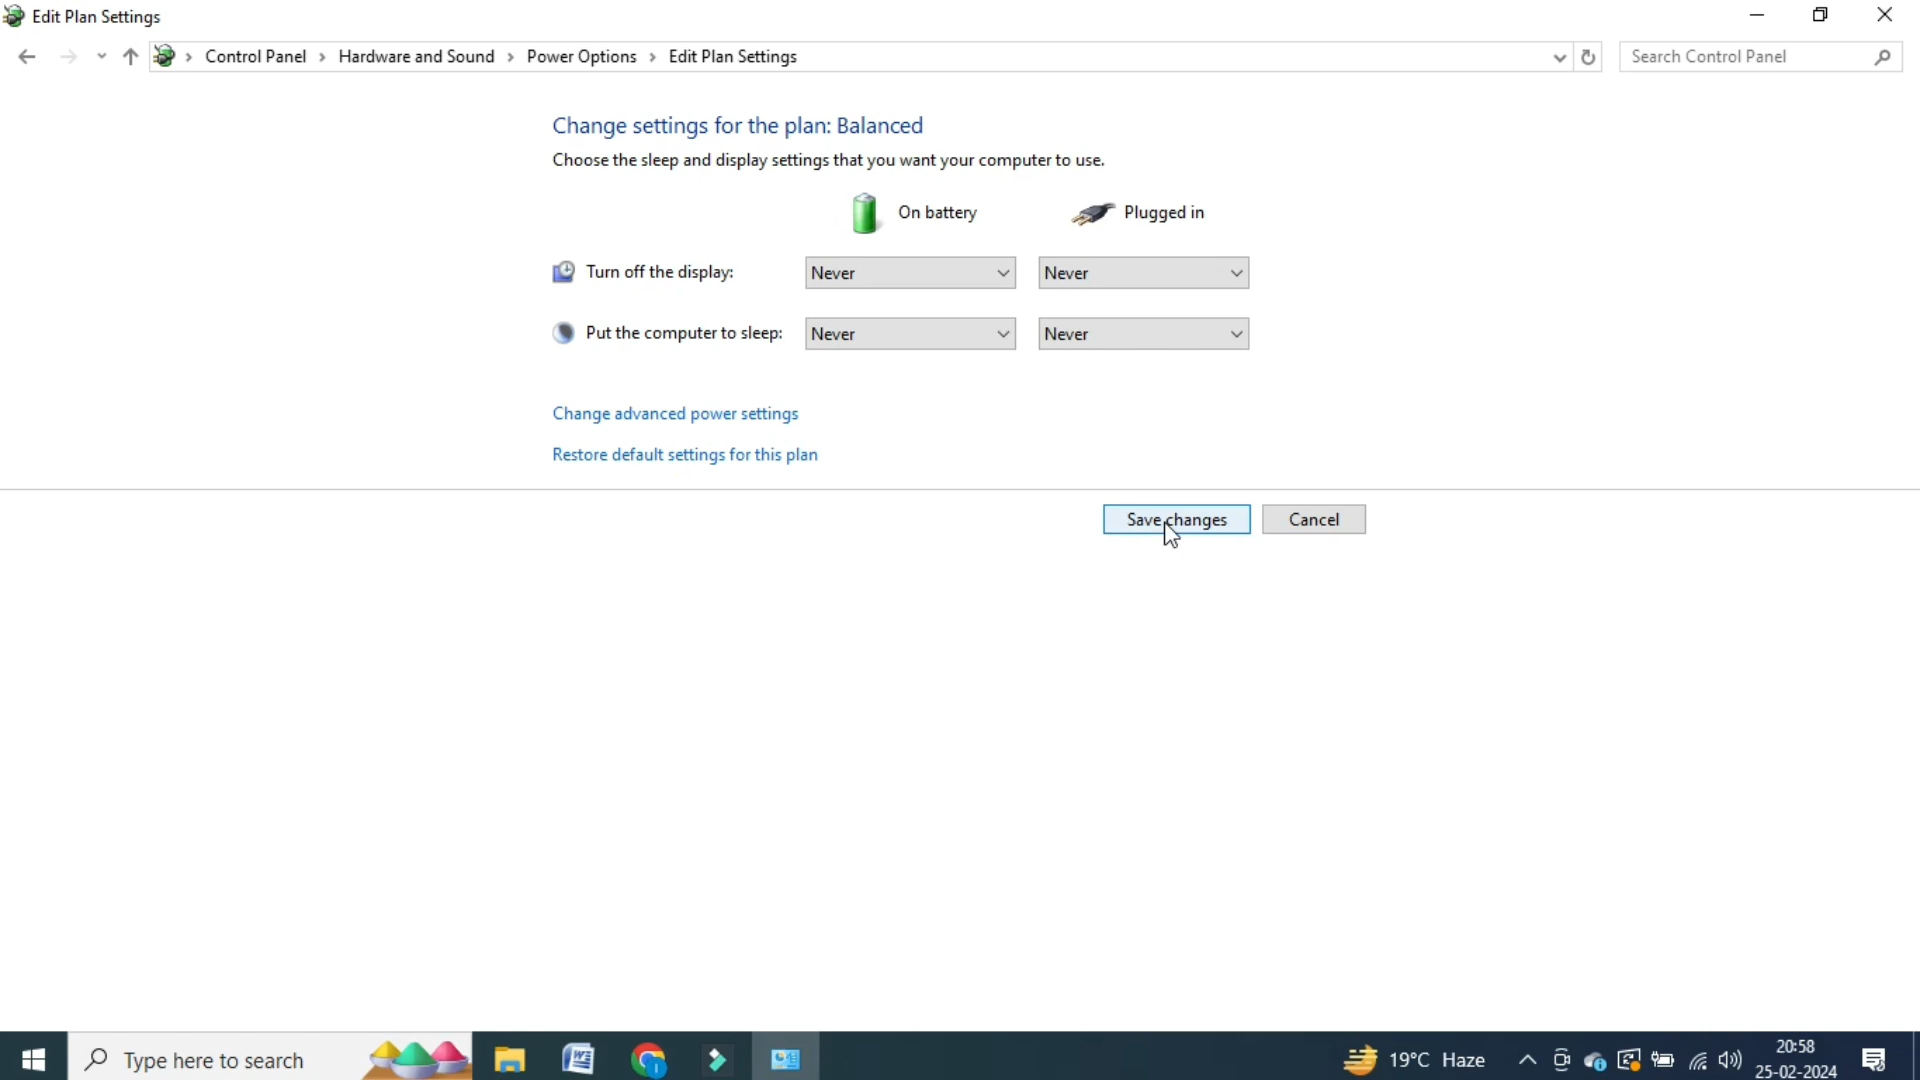 Edit Plan Settings
Control Panel > Hardware and Sound > Power Options > Edit Plan Settings
Search Control Panel
Change settings for the plan: Balanced
Choose the sleep and display settings that you want your computer to use.
On battery
Plugged in
Turn off the display:
Never
Never
Put the computer to sleep:
Never
Never
Change advanced power settings
Restore default settings for this plan
Save changes
Cancel
Type here to search
19°C Haze
20:58
25-02-2024